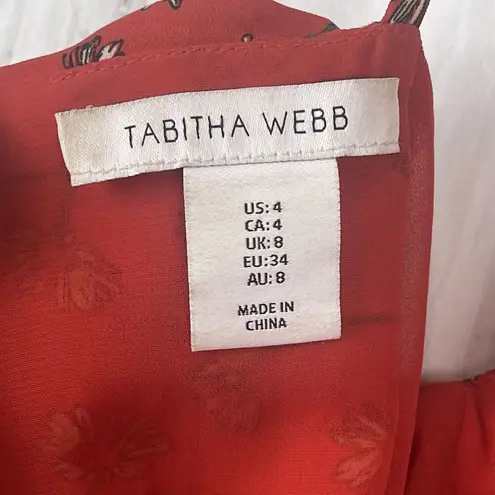 TABITHA WEBB
US: 4
CA: 4
UK: 8
EU: 34
AU: 8
MADE IN
CHINA